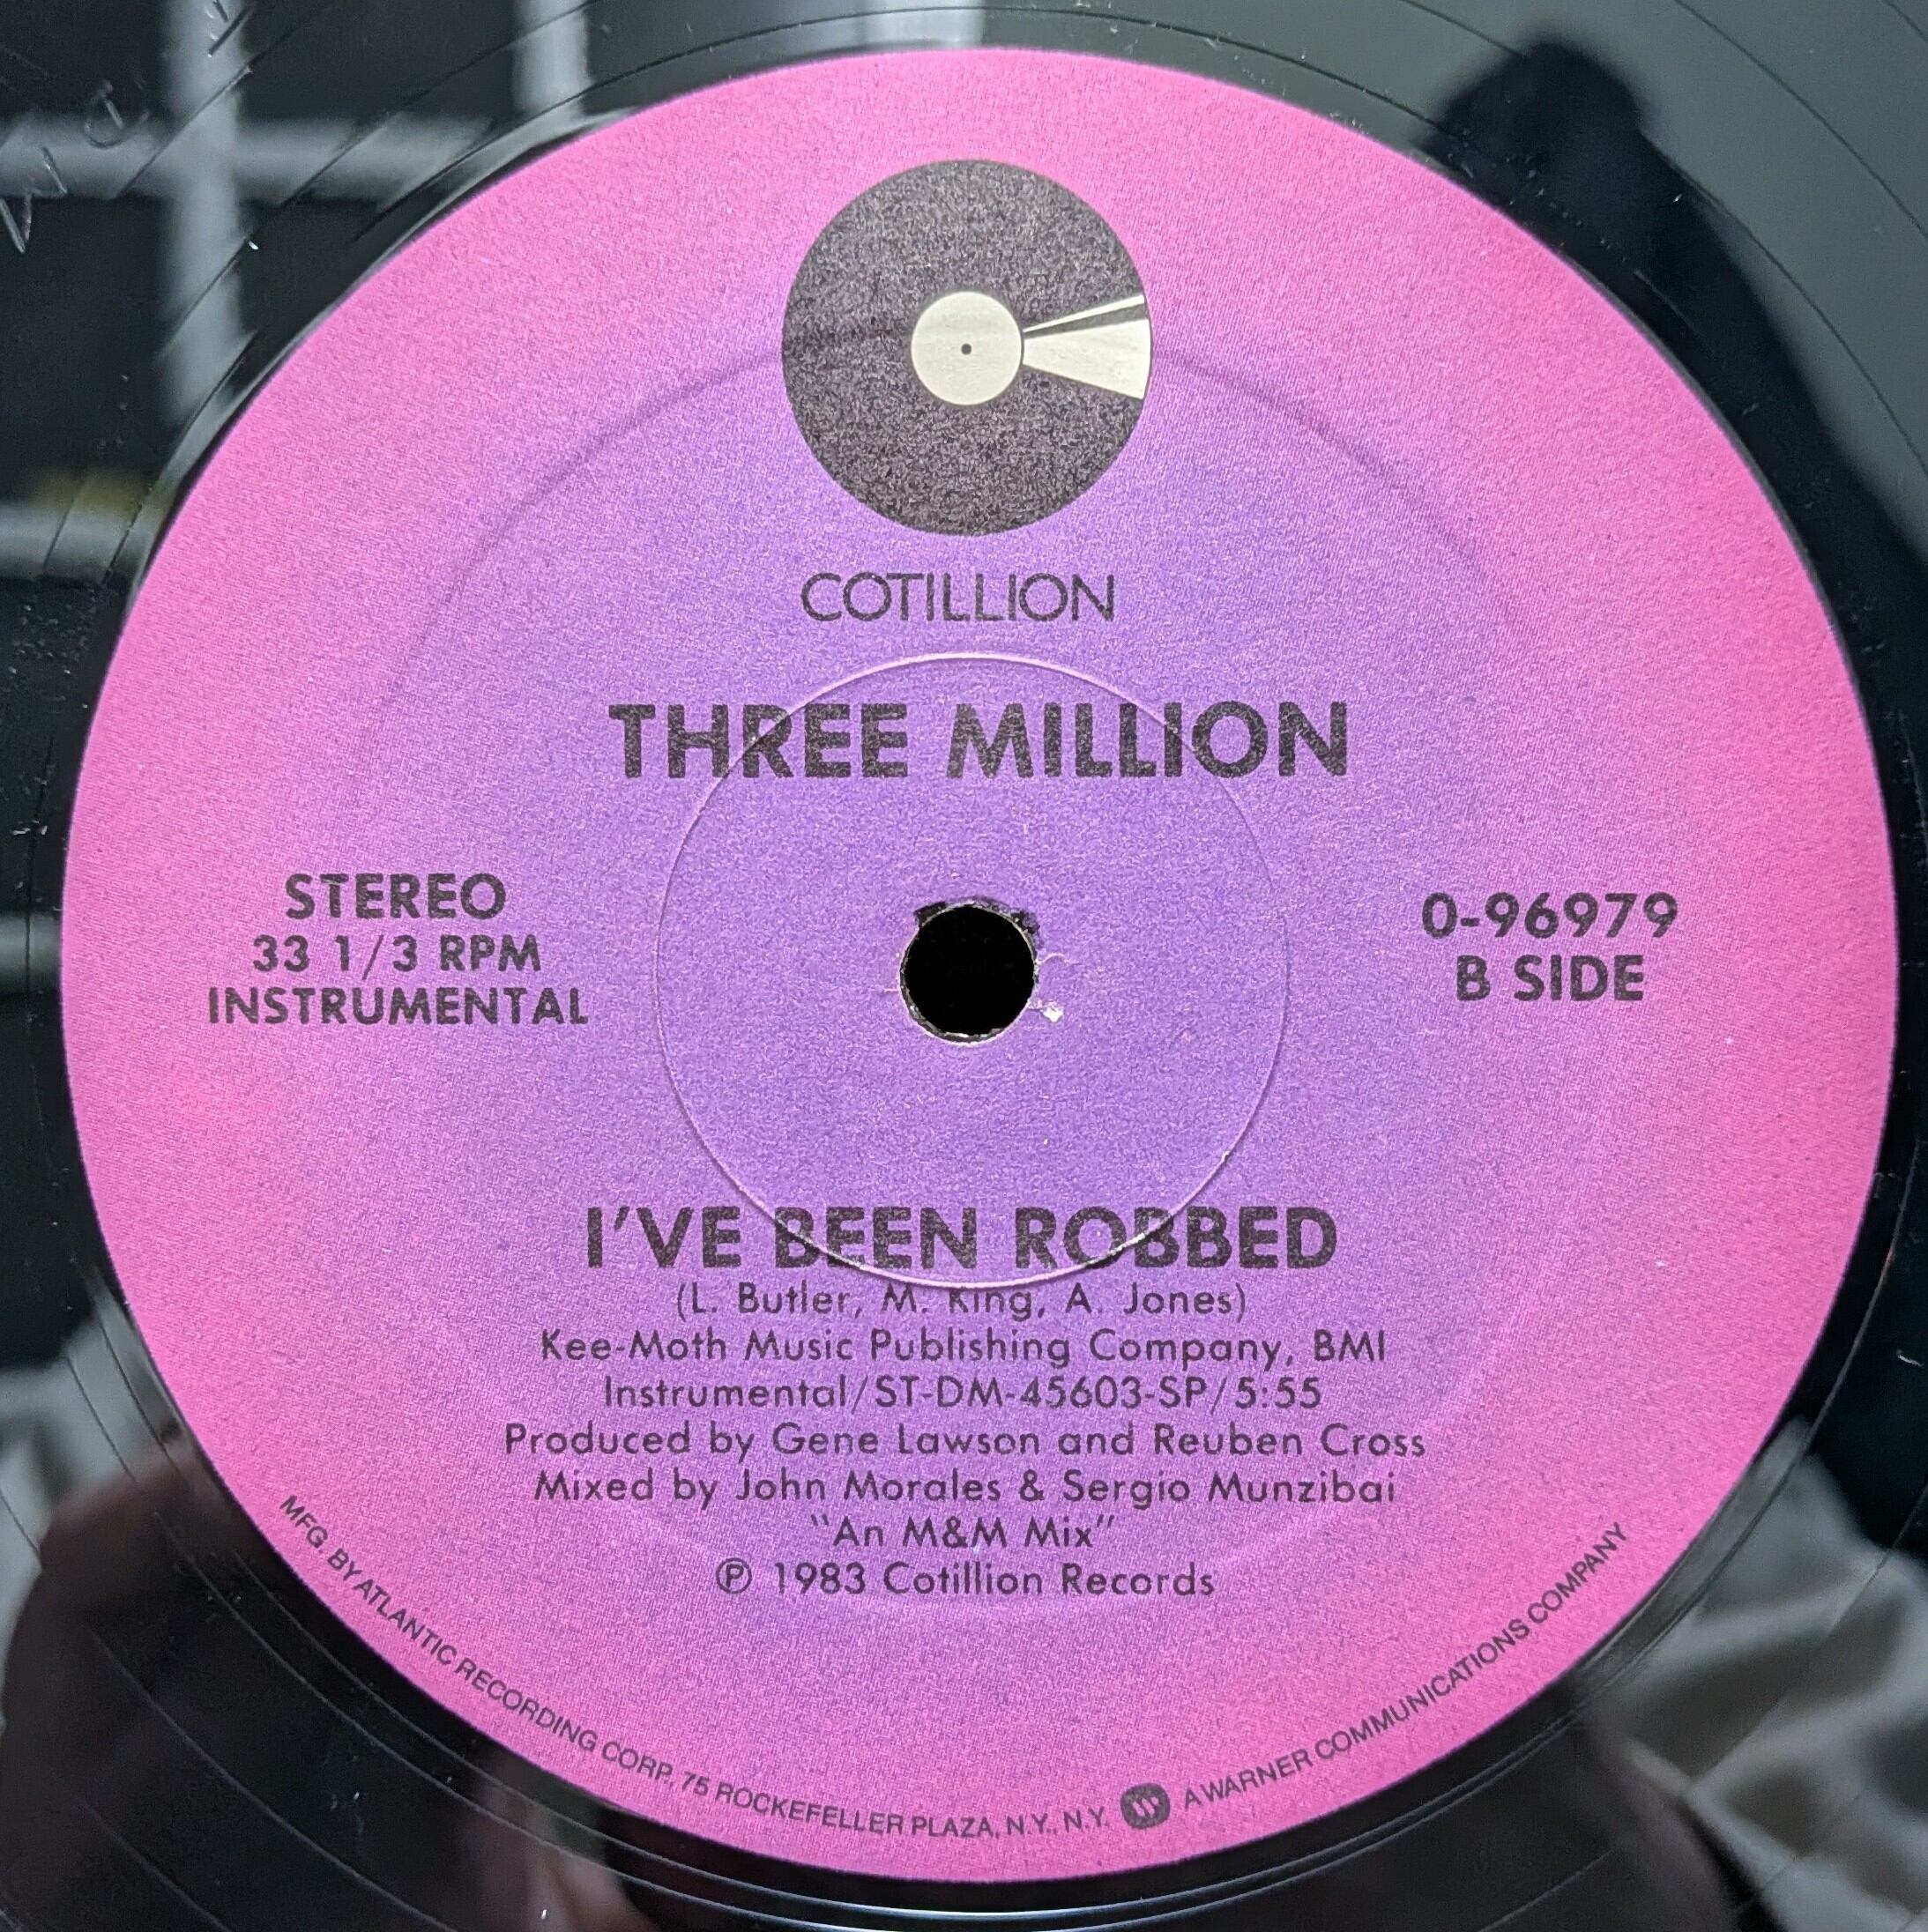 COTILLION
THREE MILLION
STEREO
33 1/3 RPM
INSTRUMENTAL
0-96979
B SIDE
I'VE BEEN ROBBED
(L. Butler, M. King, A. Jones)
Kee-Moth Music Publishing Company, BMI
Instrumental/ST-DM-45603-SP/5:55
Produced by Gene Lawson and Reuben Cross
Mixed by John Morales & Sergio Munzibai
"An M&M Mix"
℗ 1983 Cotillion Records
MFG. BY ATLANTIC RECORDING CORP., 75 ROCKEFELLER PLAZA, N.Y., N.Y. W A WARNER COMMUNICATIONS COMPANY